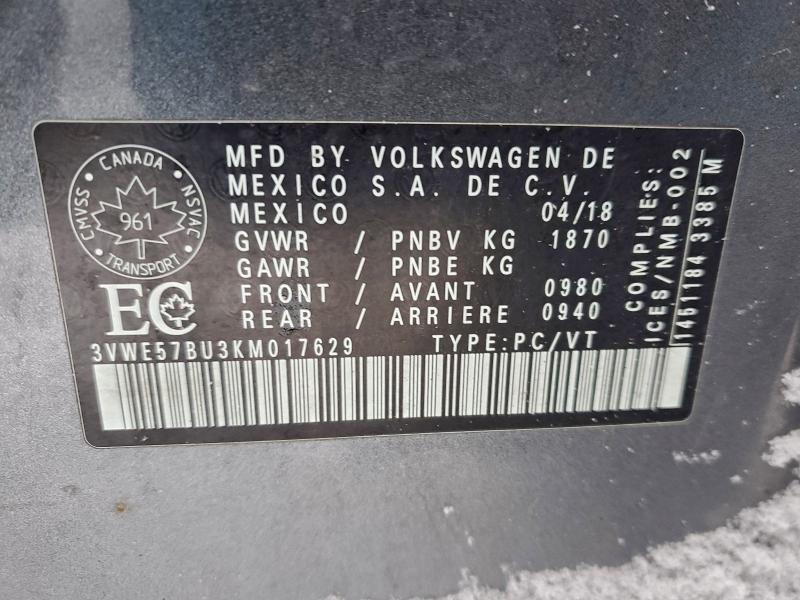 CANADA
CMVSS
NSVAC
961
TRANSPORT
EC
MFD BY VOLKSWAGEN DE
MEXICO S.A. DE C.V.
MEXICO 04/18
GVWR / PNBV KG 1870
GAWR / PNBE KG
FRONT / AVANT 0980
REAR / ARRIERE 0940
3VWE57BU3KM017629 TYPE:PC/VT
COMPLIES:
ICES/NMB-002
1451184 3385 M